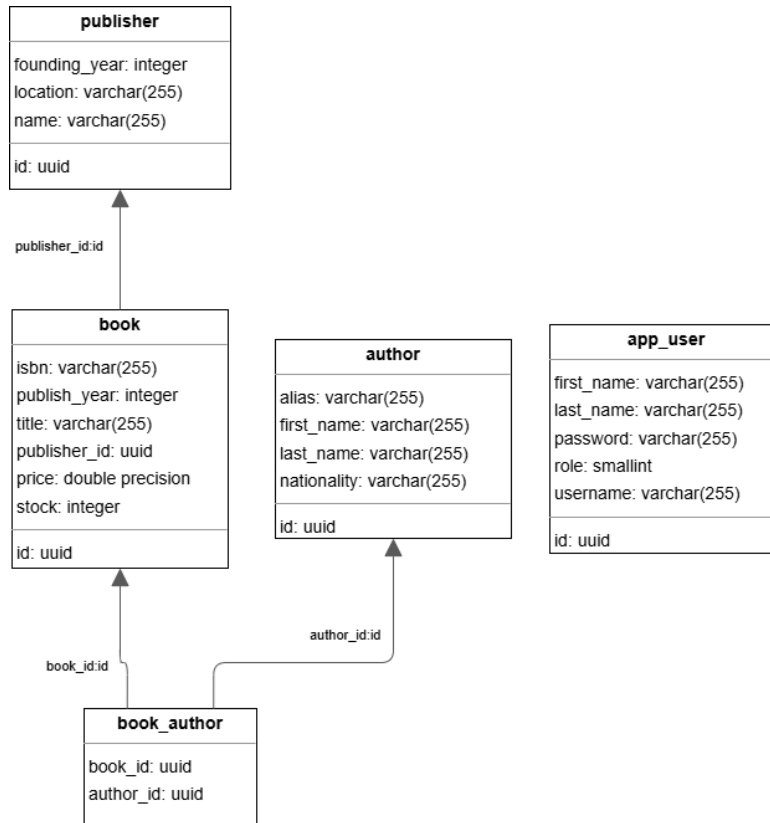 publisher
founding_year: integer
location: varchar(255)
name: varchar(255)
id: uuid
publisher_id:id
book
isbn: varchar(255)
publish_year: integer
title: varchar(255)
publisher_id: uuid
price: double precision
stock: integer
id: uuid
author
alias: varchar(255)
first_name: varchar(255)
last_name: varchar(255)
nationality: varchar(255)
id: uuid
app_user
first_name: varchar(255)
last_name: varchar(255)
password: varchar(255)
role: smallint
username: varchar(255)
id: uuid
author_id:id
book_id:id
book_author
book_id: uuid
author_id: uuid